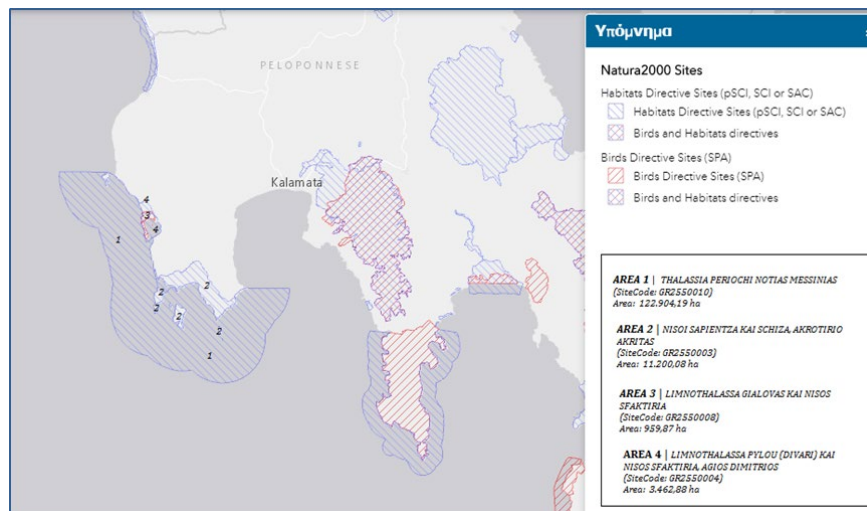 PELOPONNESE
Kalamata
4
3
4
1
2
2
2
2
2
1
Υπόμνημα
Natura2000 Sites
Habitats Directive Sites (pSCI, SCI or SAC)
Habitats Directive Sites (pSCI, SCI or SAC)
Birds and Habitats directives
Birds Directive Sites (SPA)
Birds Directive Sites (SPA)
Birds and Habitats directives
AREA 1 | THALASSIA PERIOCHI NOTIAS MESSINIAS
(SiteCode: GR2550010)
Area: 122.904,19 ha
AREA 2 | NISOI SAPIENTZA KAI SCHIZA, AKROTIRIO
AKRITAS
(SiteCode: GR2550003)
Area: 11.200,08 ha
AREA 3 | LIMNOTHALASSA GIALOVAS KAI NISOS
SFAKTIRIA
(SiteCode: GR2550008)
Area: 959,87 ha
AREA 4 | LIMNOTHALASSA PYLOU (DIVARI) KAI
NISOS SFAKTIRIA, AGIOS DIMITRIOS
(SiteCode: GR2550004)
Area: 3.462,88 ha